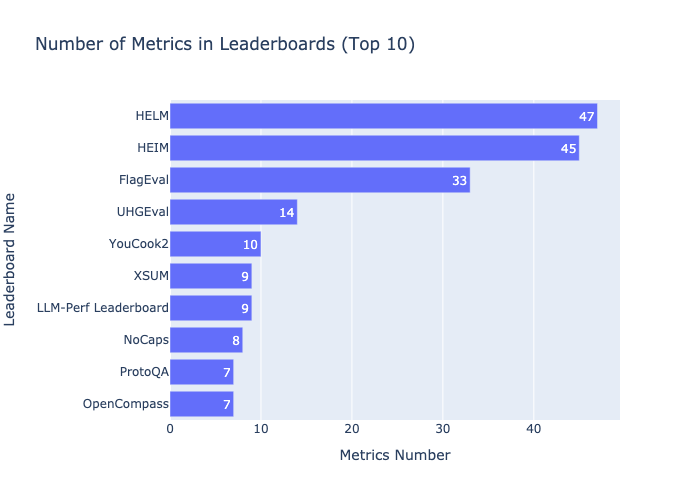 Number of Metrics in Leaderboards (Top 10)
Leaderboard Name
HELM 47
HEIM 45
FlagEval 33
UHGEval 14
YouCook2 10
XSUM 9
LLM-Perf Leaderboard 9
NoCaps 8
ProtoQA 7
OpenCompass 7
0 10 20 30 40
Metrics Number